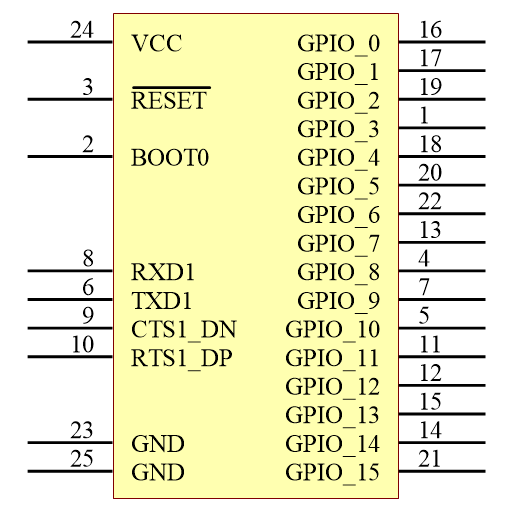 24 VCC GPIO_0 16
GPIO_1 17
3 RESET GPIO_2 19
GPIO_3 1
2 BOOT0 GPIO_4 18
GPIO_5 20
GPIO_6 22
GPIO_7 13
8 RXD1 GPIO_8 4
6 TXD1 GPIO_9 7
9 CTS1_DN GPIO_10 5
10 RTS1_DP GPIO_11 11
GPIO_12 12
GPIO_13 15
23 GND GPIO_14 14
25 GND GPIO_15 21